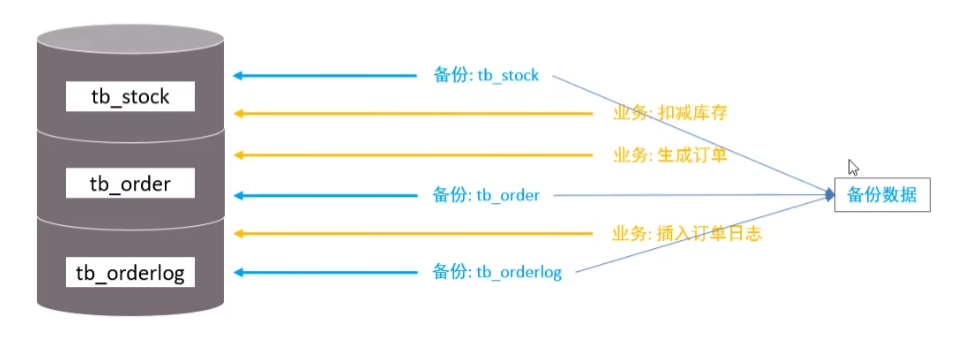 tb_stock
备份: tb_stock
业务: 扣减库存
业务: 生成订单
tb_order
备份: tb_order
备份数据
业务: 插入订单日志
tb_orderlog
备份: tb_orderlog